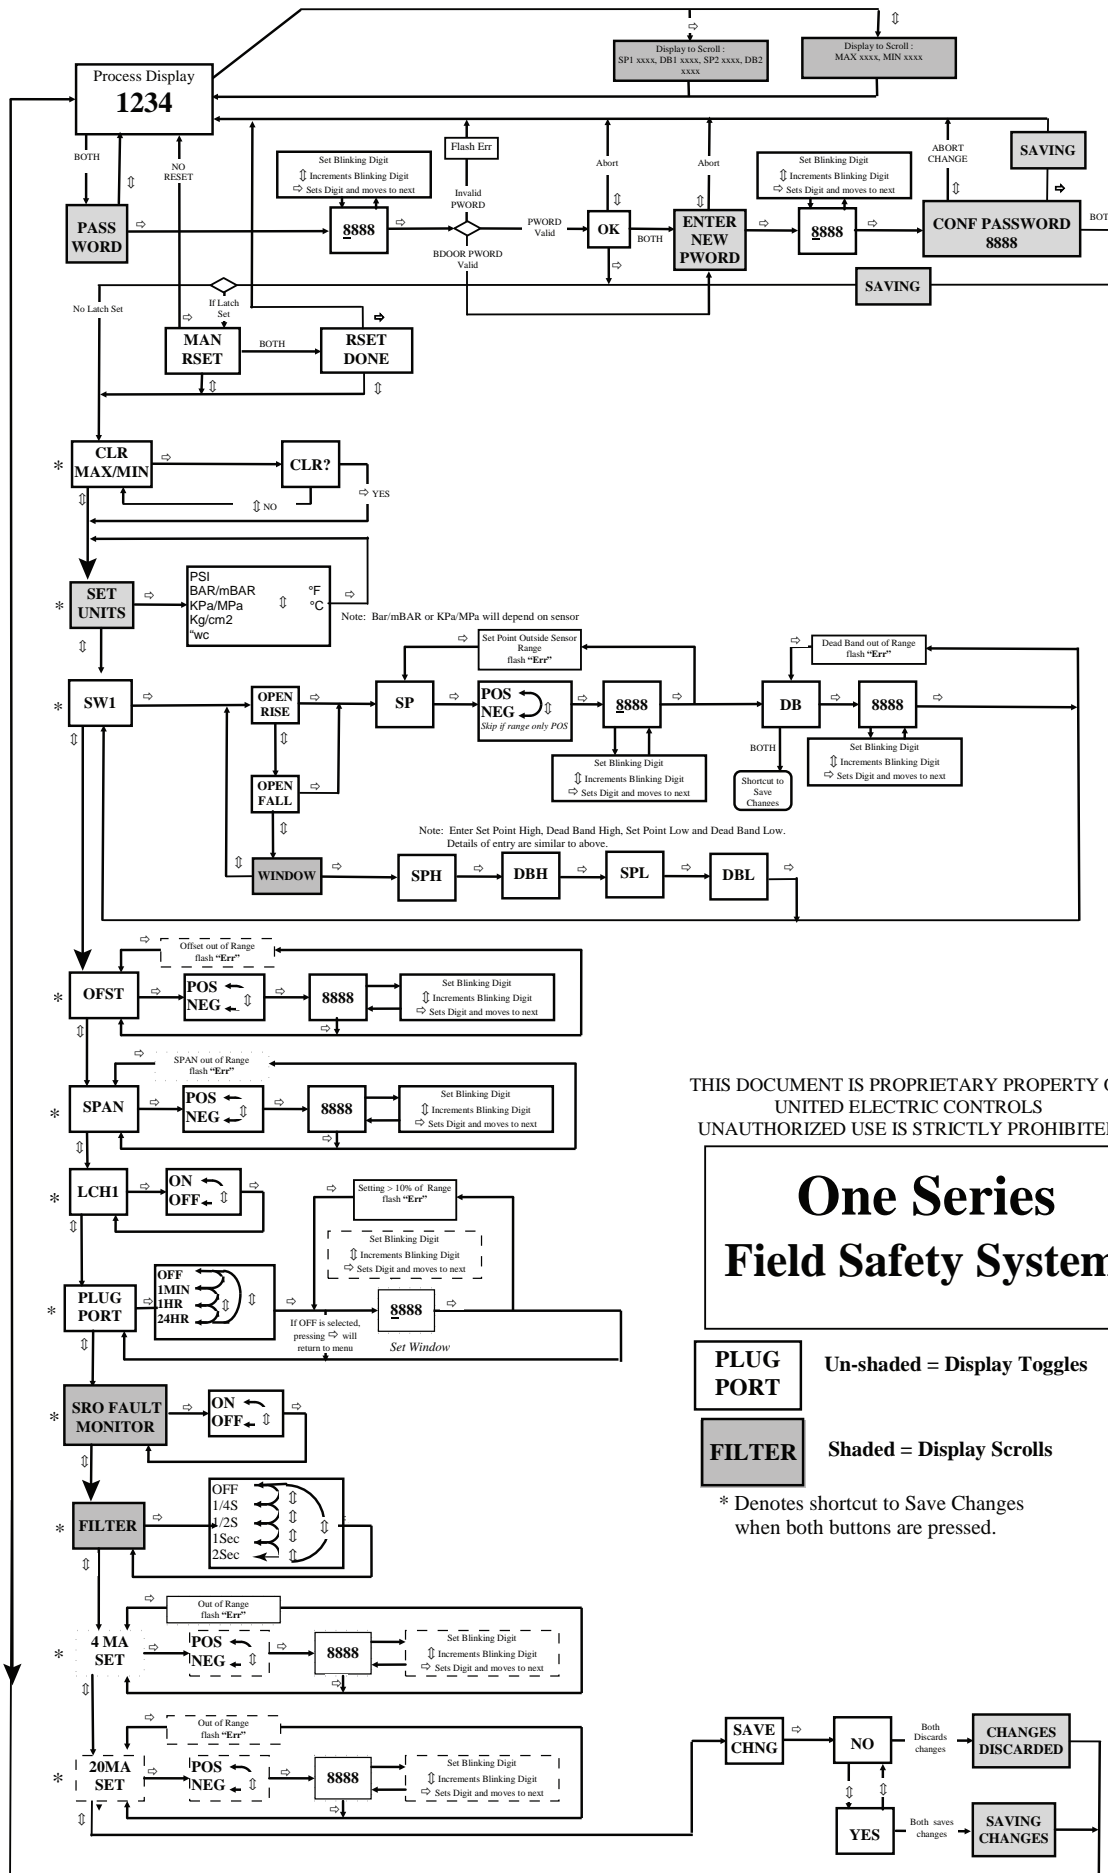 Display to Scroll :
SP1 xxxx, DB1 xxxx, SP2 xxxx, DB2
xxxx
Display to Scroll :
MAX xxxx, MIN xxxx
Process Display
1234
BOTH
NO
RESET
Set Blinking Digit
⇕ Increments Blinking Digit
⇨ Sets Digit and moves to next
Flash Err
Invalid
PWORD
Abort
Abort
Set Blinking Digit
⇕ Increments Blinking Digit
⇨ Sets Digit and moves to next
ABORT
CHANGE
SAVING
PASS
WORD
8888
PWORD
Valid
BDOOR PWORD
Valid
OK
BOTH
ENTER
NEW
PWORD
8888
CONF PASSWORD
8888
BOT
SAVING
No Latch Set
If Latch
Set
MAN
RSET
BOTH
RSET
DONE
*
CLR
MAX/MIN
CLR?
⇨ YES
⇕ NO
*
SET
UNITS
PSI
BAR/mBAR
KPa/MPa
Kg/cm2
"wc
°F
°C
Note: Bar/mBAR or KPa/MPa will depend on sensor
Set Point Outside Sensor
Range
flash "Err"
Dead Band out of Range
flash "Err"
*
SW1
OPEN
RISE
SP
POS
NEG
Skip if range only POS
8888
DB
8888
Set Blinking Digit
⇕ Increments Blinking Digit
⇨ Sets Digit and moves to next
BOTH
Shortcut to
Save
Changes
Set Blinking Digit
⇕ Increments Blinking Digit
⇨ Sets Digit and moves to next
OPEN
FALL
Note: Enter Set Point High, Dead Band High, Set Point Low and Dead Band Low.
Details of entry are similar to above.
WINDOW
SPH
DBH
SPL
DBL
Offset out of Range
flash "Err"
*
OFST
POS
NEG
8888
Set Blinking Digit
⇕ Increments Blinking Digit
⇨ Sets Digit and moves to next
SPAN out of Range
flash "Err"
*
SPAN
POS
NEG
8888
Set Blinking Digit
⇕ Increments Blinking Digit
⇨ Sets Digit and moves to next
THIS DOCUMENT IS PROPRIETARY PROPERTY O
UNITED ELECTRIC CONTROLS
UNAUTHORIZED USE IS STRICTLY PROHIBITE
One Series
Field Safety System
*
LCH1
ON
OFF
Setting > 10% of Range
flash "Err"
Set Blinking Digit
⇕ Increments Blinking Digit
⇨ Sets Digit and moves to next
*
PLUG
PORT
OFF
1MIN
1HR
24HR
If OFF is selected,
pressing ⇨ will
return to menu
8888
Set Window
PLUG
PORT
Un-shaded = Display Toggles
FILTER
Shaded = Display Scrolls
* Denotes shortcut to Save Changes
when both buttons are pressed.
*
SRO FAULT
MONITOR
ON
OFF
*
FILTER
OFF
1/4S
1/2S
1Sec
2Sec
Out of Range
flash "Err"
*
4 MA
SET
POS
NEG
8888
Set Blinking Digit
⇕ Increments Blinking Digit
⇨ Sets Digit and moves to next
Out of Range
flash "Err"
*
20MA
SET
POS
NEG
8888
Set Blinking Digit
⇕ Increments Blinking Digit
⇨ Sets Digit and moves to next
SAVE
CHNG
NO
Both
Discards
changes
CHANGES
DISCARDED
YES
Both saves
changes
SAVING
CHANGES